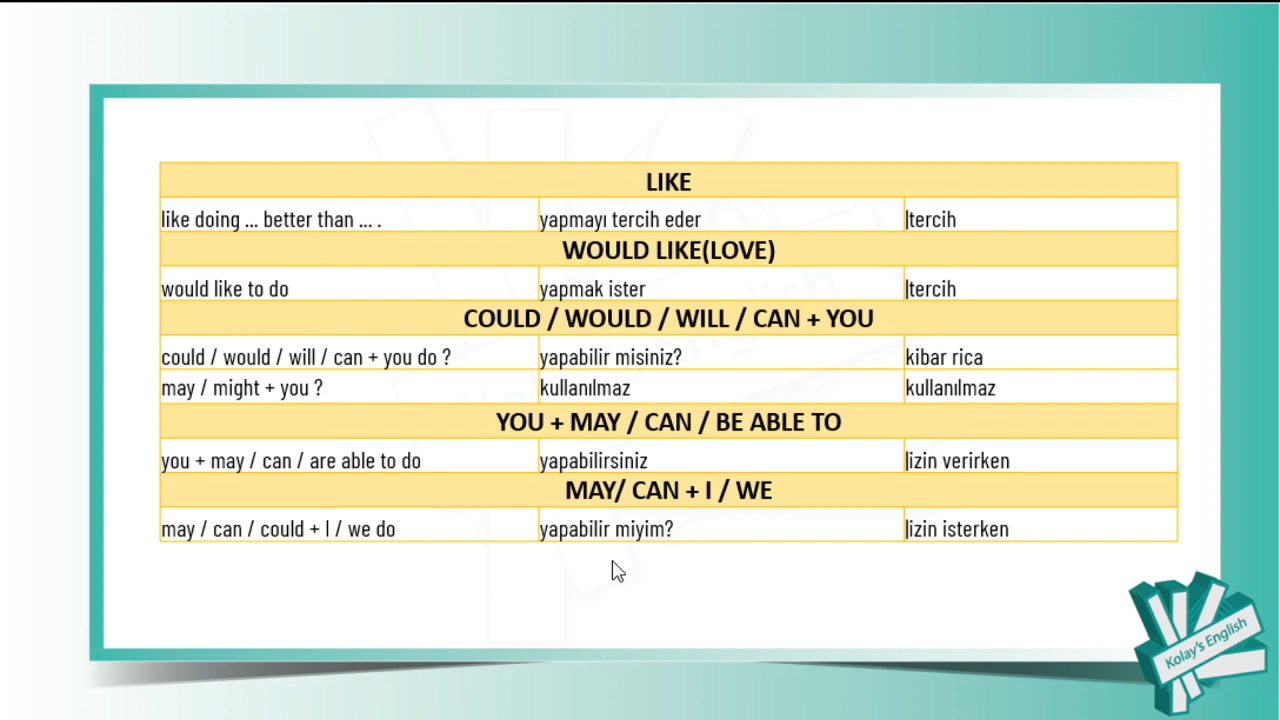 LIKE
like doing ... better than ... . yapmayı tercih eder tercih
WOULD LIKE(LOVE)
would like to do yapmak ister tercih
COULD / WOULD / WILL / CAN + YOU
could / would / will / can + you do ? yapabilir misiniz? kibar rica
may / might + you ? kullanılmaz kullanılmaz
YOU + MAY / CAN / BE ABLE TO
you + may / can / are able to do yapabilirsiniz izin verirken
MAY/ CAN + I / WE
may / can / could + I / we do yapabilir miyim? izin isterken
Kolay's English